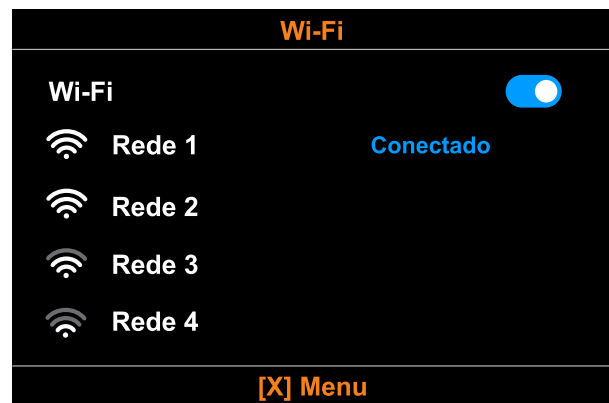 Wi-Fi
Wi-Fi
Rede 1 Conectado
Rede 2
Rede 3
Rede 4
[X] Menu